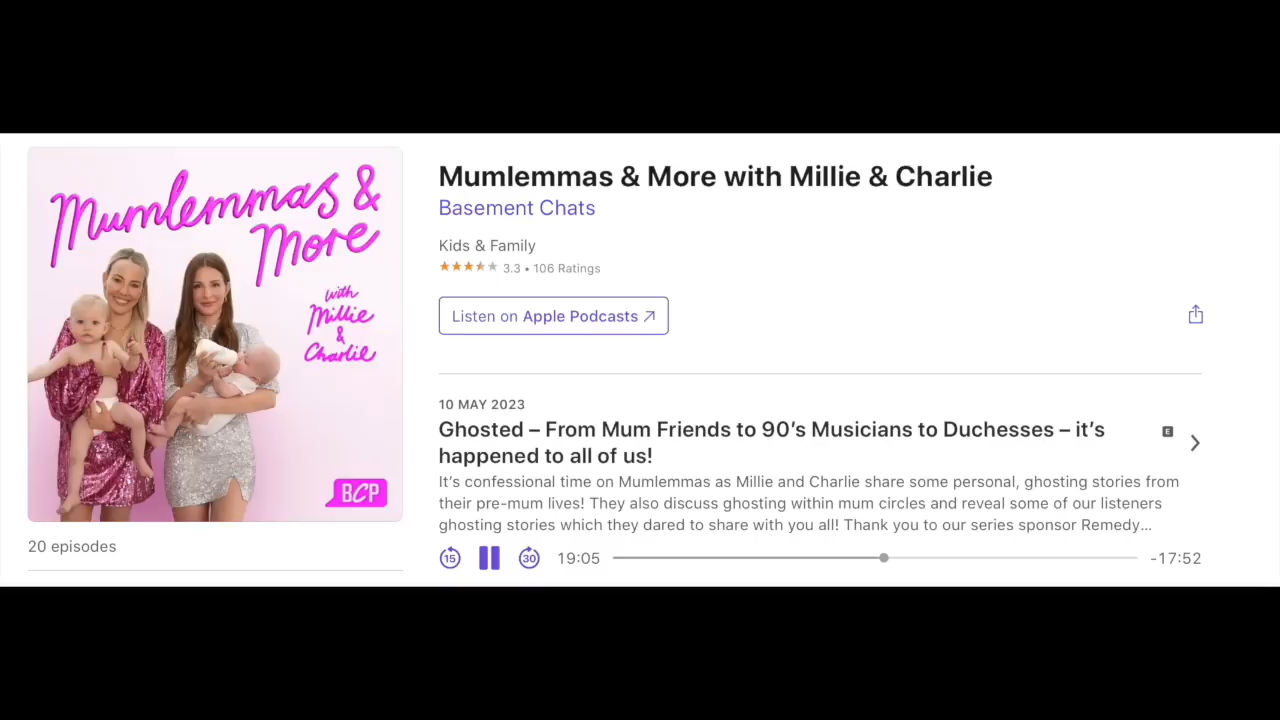 Mumlemmas &
More
with
Millie
&
Charlie
BCP
20 episodes
Mumlemmas & More with Millie & Charlie
Basement Chats
Kids & Family
3.3 • 106 Ratings
Listen on Apple Podcasts ↗
10 MAY 2023
Ghosted – From Mum Friends to 90’s Musicians to Duchesses – it’s
happened to all of us!
E
It’s confessional time on Mumlemmas as Millie and Charlie share some personal, ghosting stories from
their pre-mum lives! They also discuss ghosting within mum circles and reveal some of our listeners
ghosting stories which they dared to share with you all! Thank you to our series sponsor Remedy...
15
30
19:05
-17:52